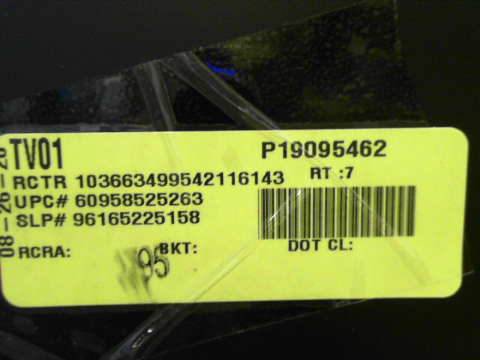 TV01
P19095462
RCTR 103663499542116143
RT :7
UPC# 60958525263
SLP# 96165225158
RCRA:
BKT:
DOT CL:
95